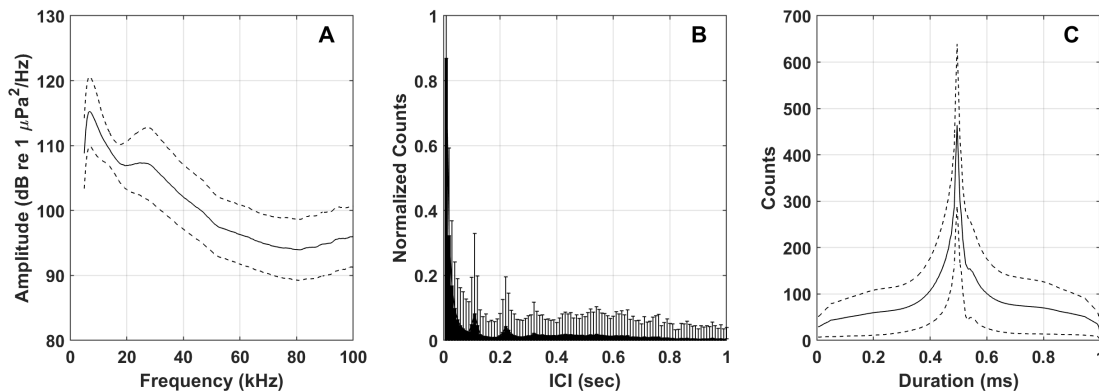 A
Amplitude (dB re 1 μPa²/Hz)
130
120
110
100
90
80
0 20 40 60 80 100
Frequency (kHz)
B
Normalized Counts
1
0.8
0.6
0.4
0.2
0
0 0.2 0.4 0.6 0.8 1
ICI (sec)
C
Counts
700
600
500
400
300
200
100
0
0 0.2 0.4 0.6 0.8 1
Duration (ms)